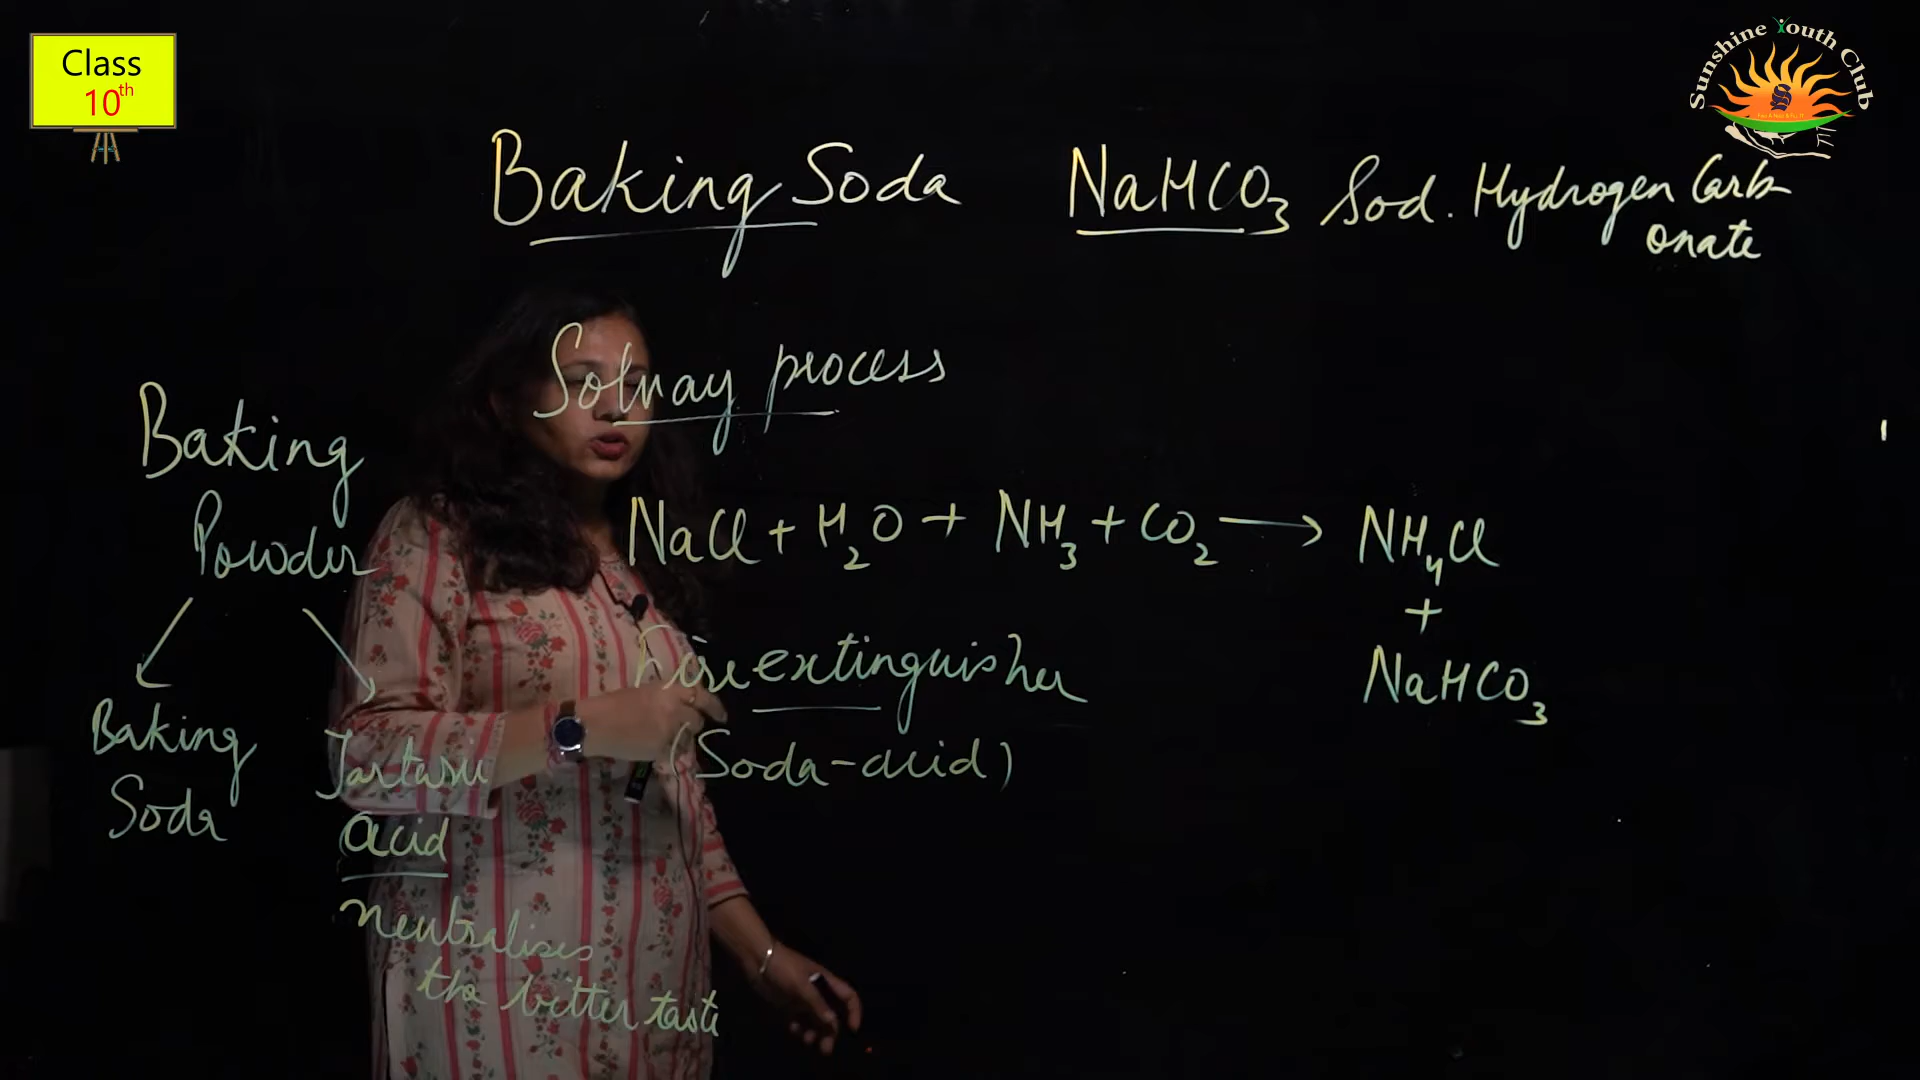 Class
10th
Sunshine Youth Club
Baking Soda NaHCO3 Sod. Hydrogen Carb-
onate
Solvay process
Baking
Powder
NaCl + H2O + NH3 + CO2 → NH4Cl
+
NaHCO3
Fire extinguisher
(Soda-acid)
Baking
Soda
Tartaric
acid
neutralises
the bitter taste